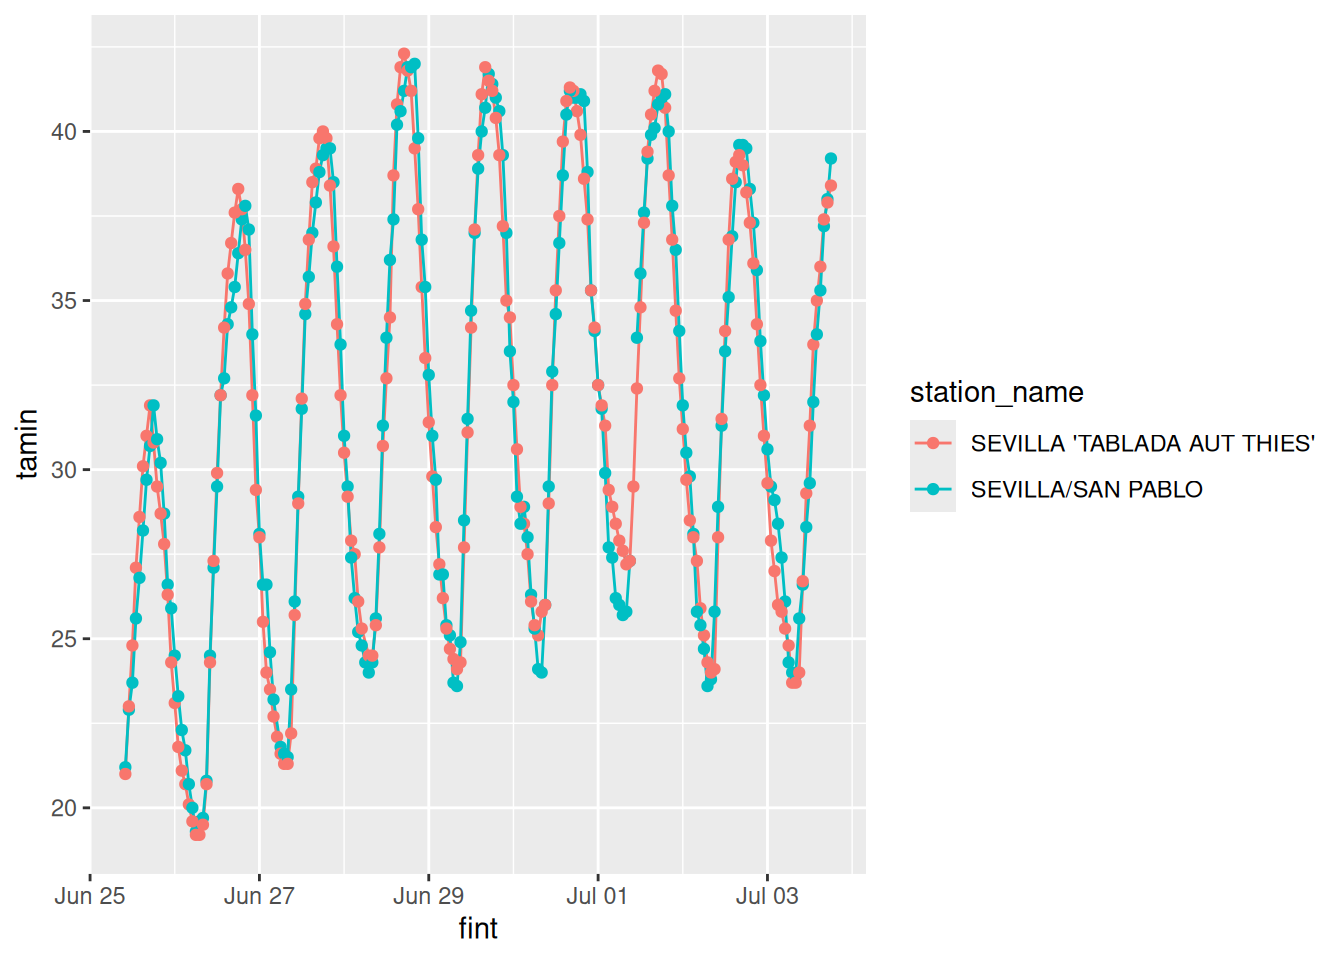 40
35
30
25
20
tamin
Jun 25
Jun 27
Jun 29
Jul 01
Jul 03
fint
station_name
SEVILLA 'TABLADA AUT THIES'
SEVILLA/SAN PABLO